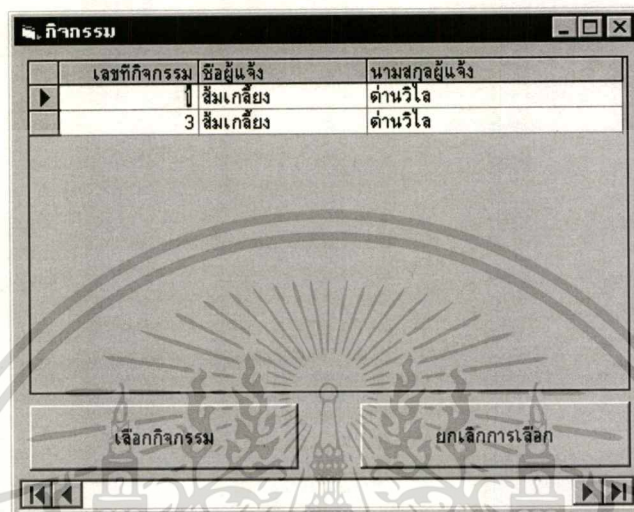 กิจกรรม
เลขที่กิจกรรม ชื่อผู้แจ้ง นามสกุลผู้แจ้ง
1 ส้มเกลี้ยง ด่านวิไล
3 ส้มเกลี้ยง ด่านวิไล
เลือกกิจกรรม ยกเลิกการเลือก